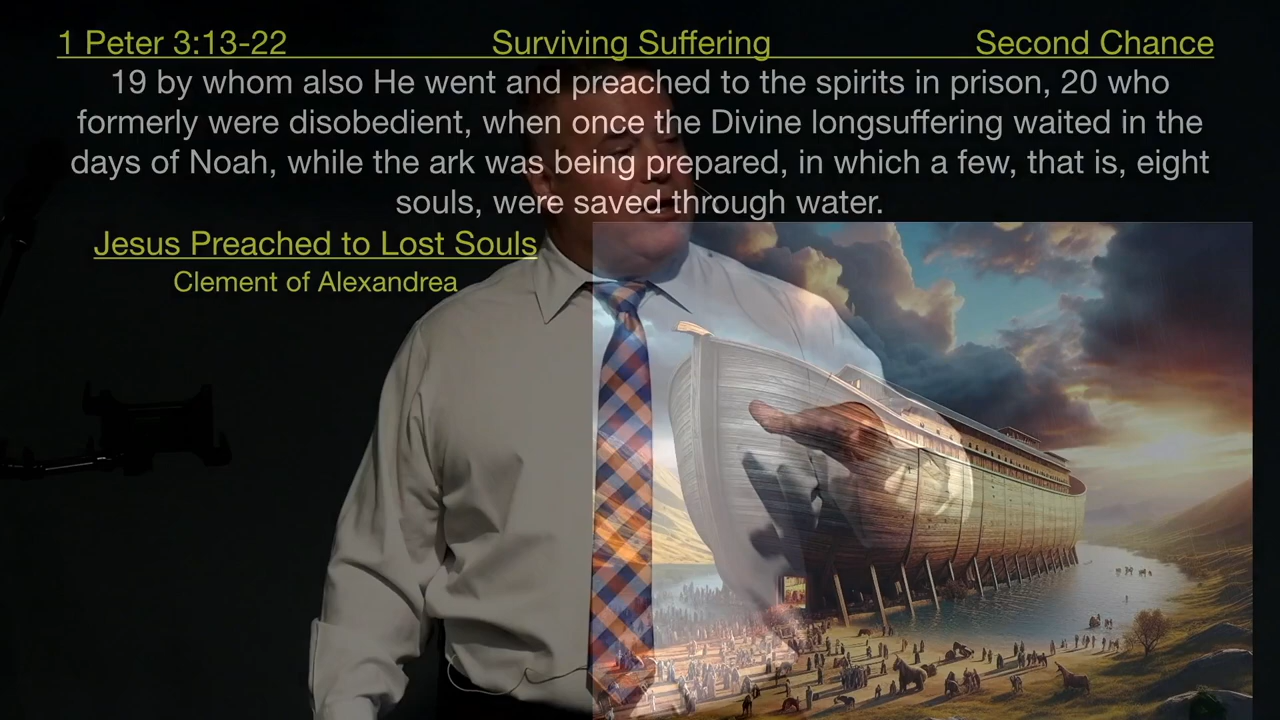 1 Peter 3:13-22 Surviving Suffering Second Chance
19 by whom also He went and preached to the spirits in prison, 20 who
formerly were disobedient, when once the Divine longsuffering waited in the
days of Noah, while the ark was being prepared, in which a few, that is, eight
souls, were saved through water.
Jesus Preached to Lost Souls
Clement of Alexandrea